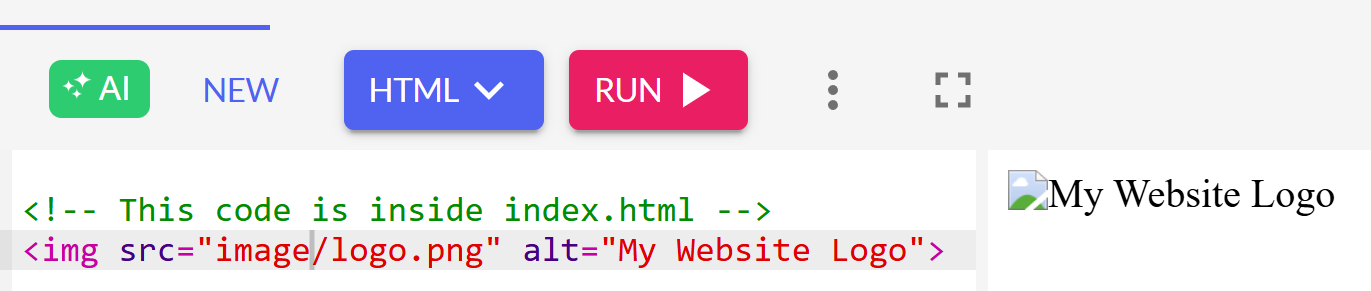 AI NEW HTML RUN
<!-- This code is inside index.html -->
<img src="image/logo.png" alt="My Website Logo">
My Website Logo